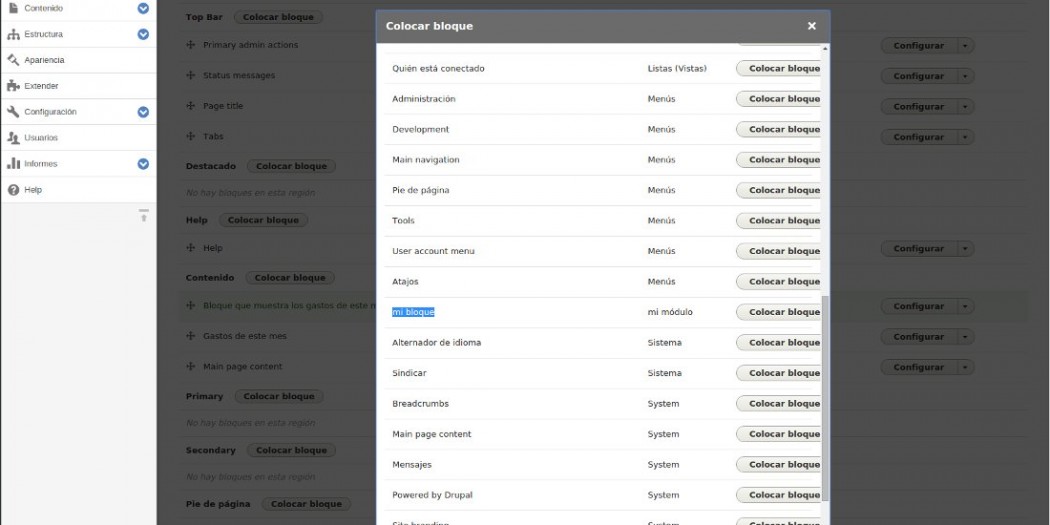 Contenido
Estructura
Apariencia
Extender
Configuración
Usuarios
Informes
Help
Top Bar Colocar bloque
Primary admin actions Configurar
Status messages Configurar
Page title Configurar
Tabs Configurar
Destacado Colocar bloque
No hay bloques en esta región
Help Colocar bloque
Help Configurar
Contenido Colocar bloque
Bloque que muestra los gastos de este Configurar
Gastos de este mes Configurar
Main page content Configurar
Primary Colocar bloque
No hay bloques en esta región
Secondary Colocar bloque
No hay bloques en esta región
Pie de página Colocar bloque
Colocar bloque
Quién está conectado Listas (Vistas) Colocar bloque
Administración Menús Colocar bloque
Development Menús Colocar bloque
Main navigation Menús Colocar bloque
Pie de página Menús Colocar bloque
Tools Menús Colocar bloque
User account menu Menús Colocar bloque
Atajos Menús Colocar bloque
mi bloque mi módulo Colocar bloque
Alternador de idioma Sistema Colocar bloque
Sindicar Sistema Colocar bloque
Breadcrumbs System Colocar bloque
Main page content System Colocar bloque
Mensajes System Colocar bloque
Powered by Drupal System Colocar bloque
Site branding System Colocar bloque